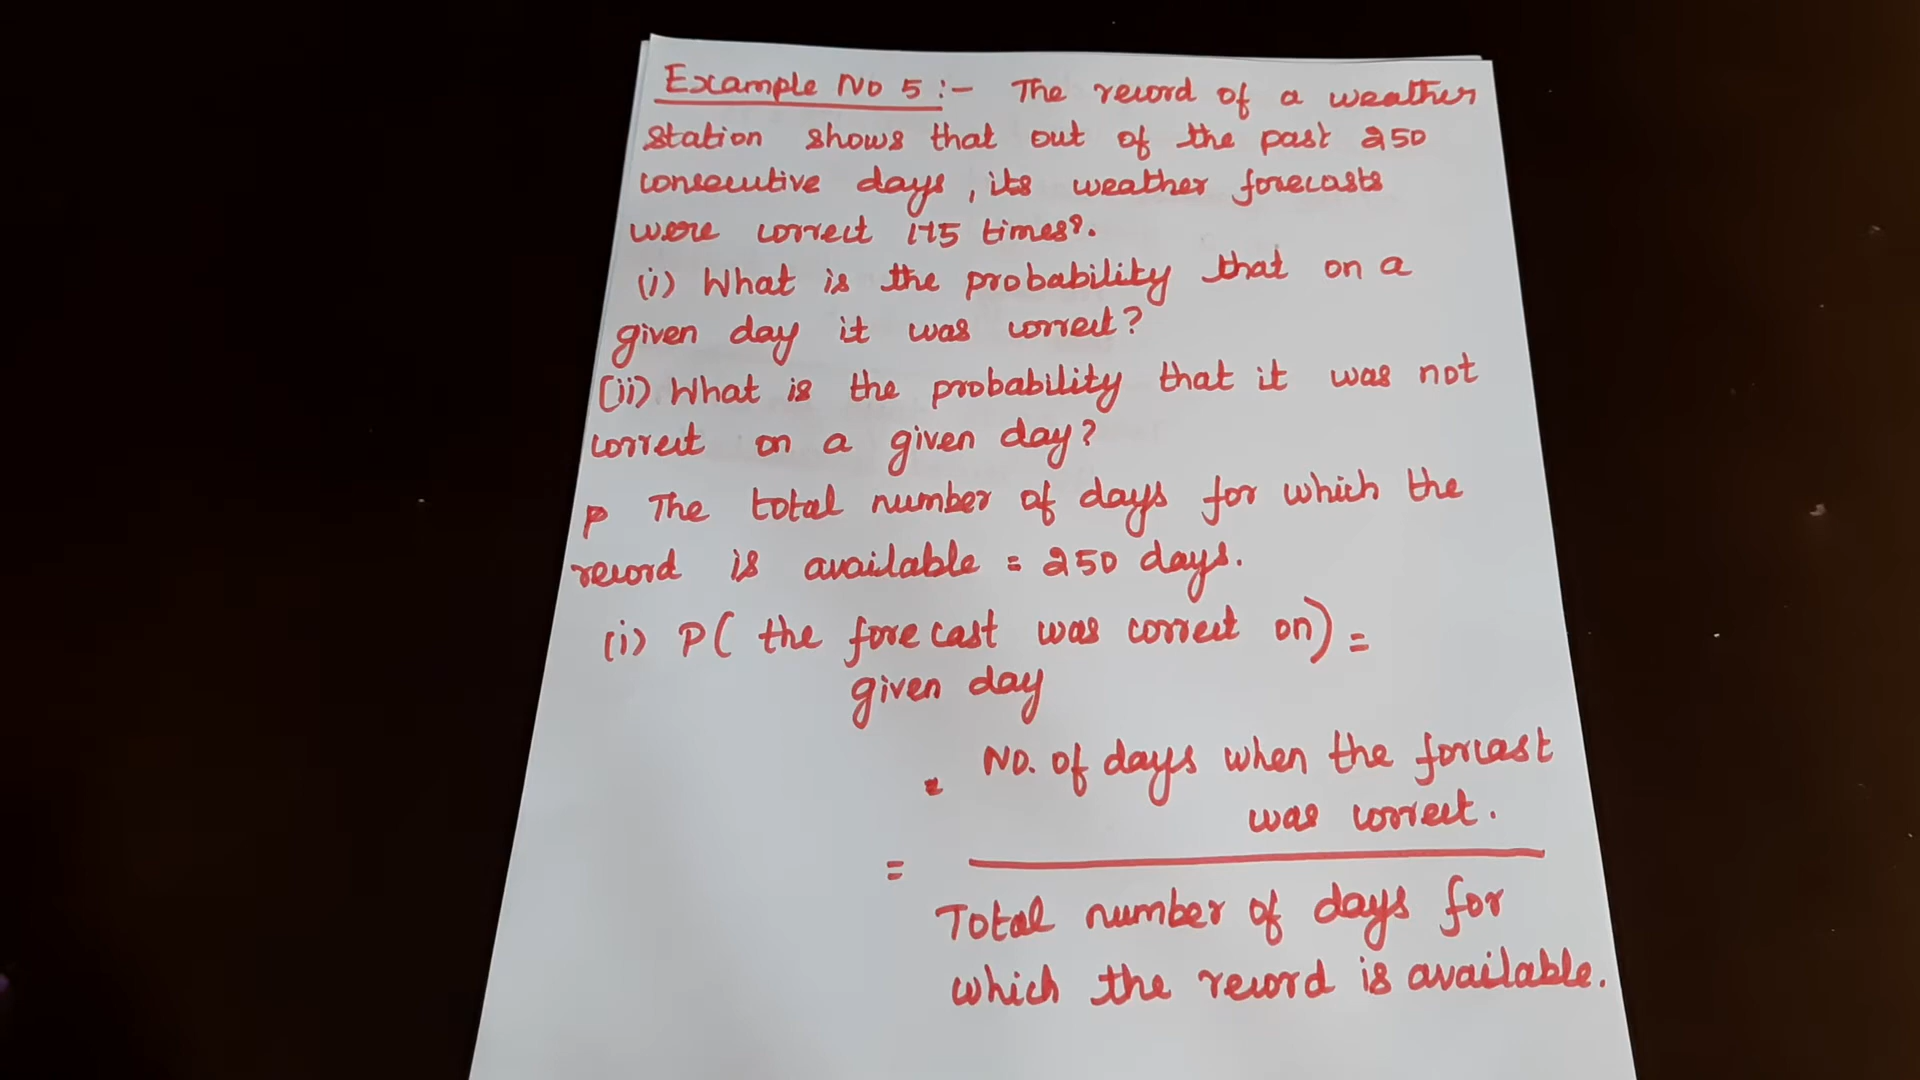 Example No 5 :- The record of a weather
station shows that out of the past 250
consecutive days, its weather forecasts
were correct 175 times?.
(i) What is the probability that on a
given day it was correct?
(ii) What is the probability that it was not
correct on a given day?
P The total number of days for which the
record is available = 250 days.
(i) P( the forecast was correct on) =
given day
= No. of days when the forcast
was correct.
=
Total number of days for
which the record is available.